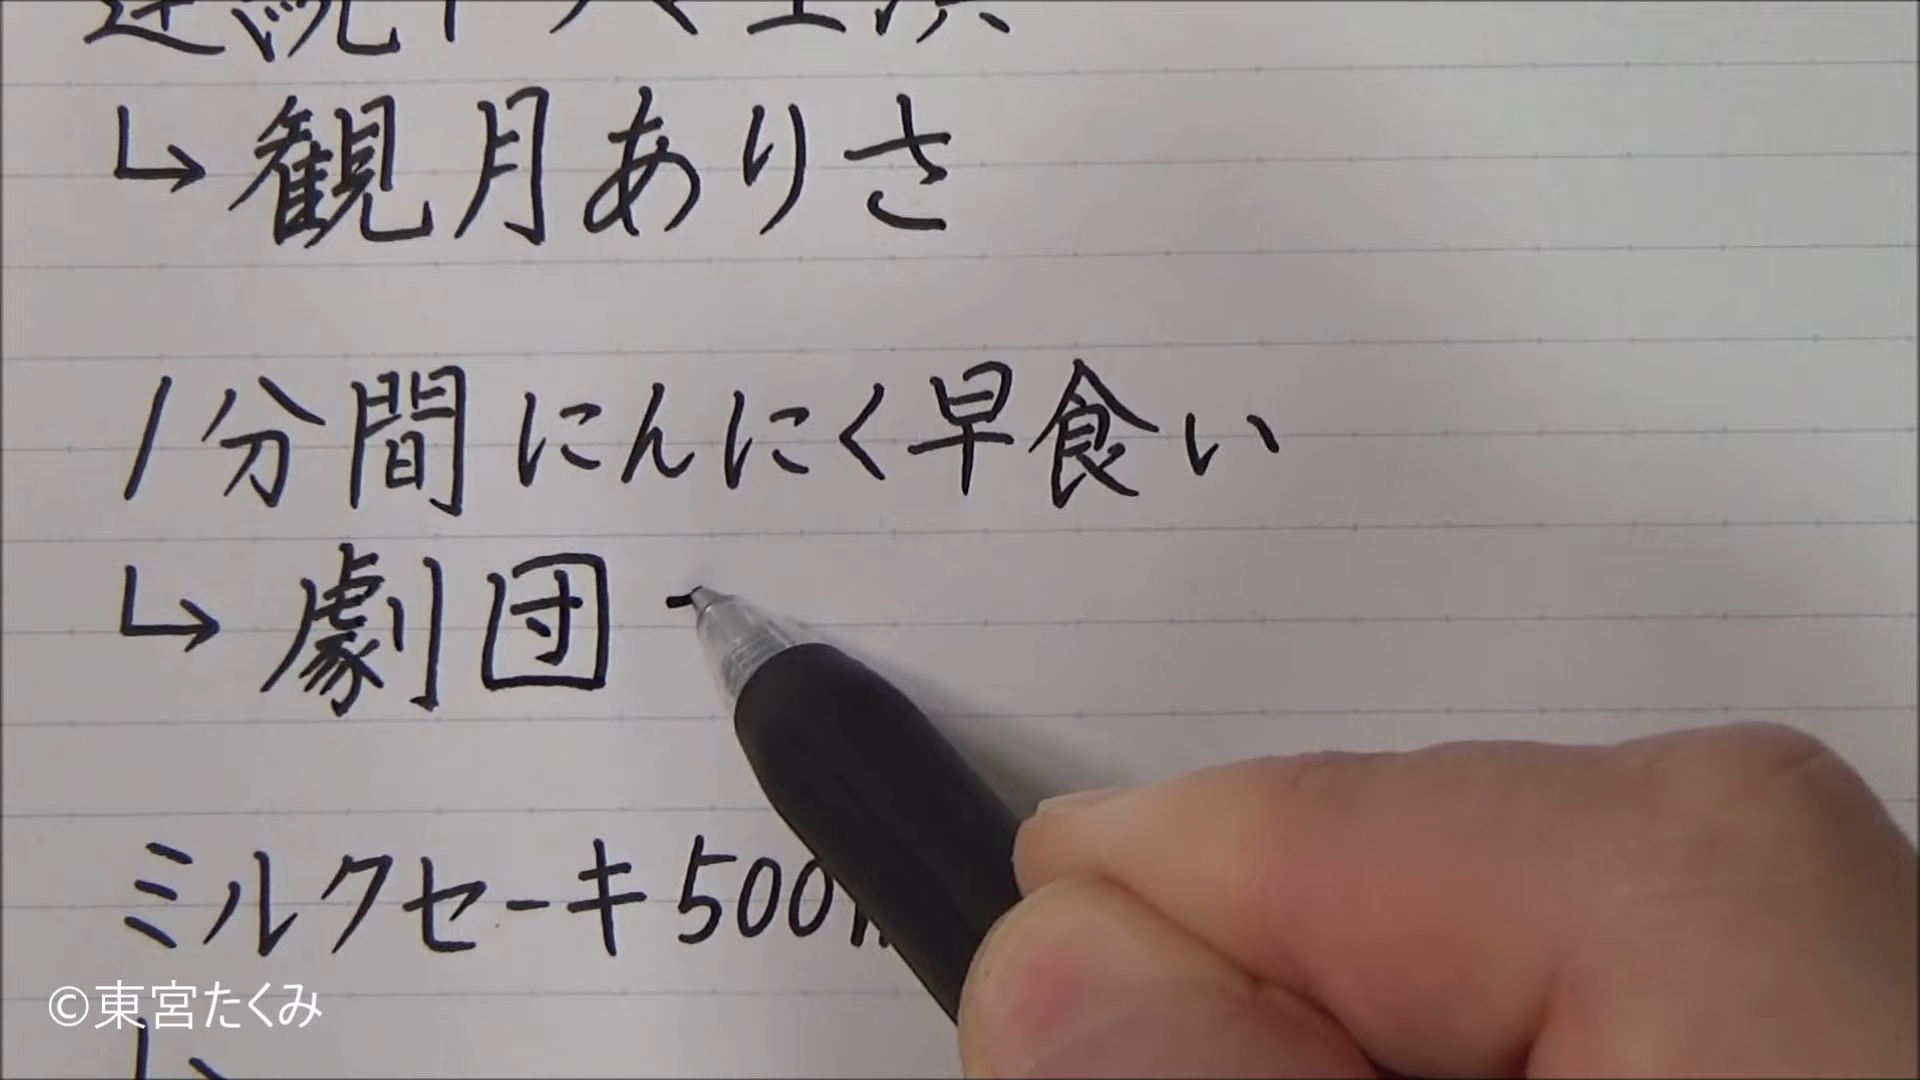 ↳観月ありさ
1分間にんにく早食い
↳劇団
ミルクセーキ500
©東宮たくみ